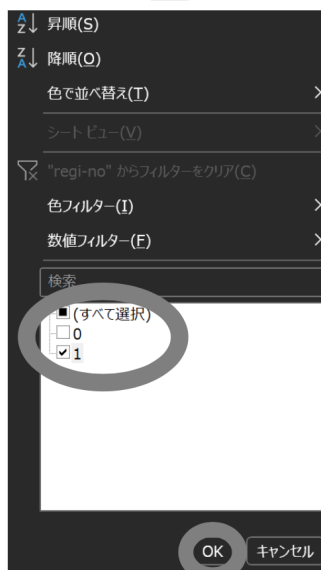 昇順(S)
降順(O)
色で並べ替え(T)
シート ビュー(V)
"regi-no" からフィルターをクリア(C)
色フィルター(I)
数値フィルター(F)
検索
(すべて選択)
0
1
OK キャンセル